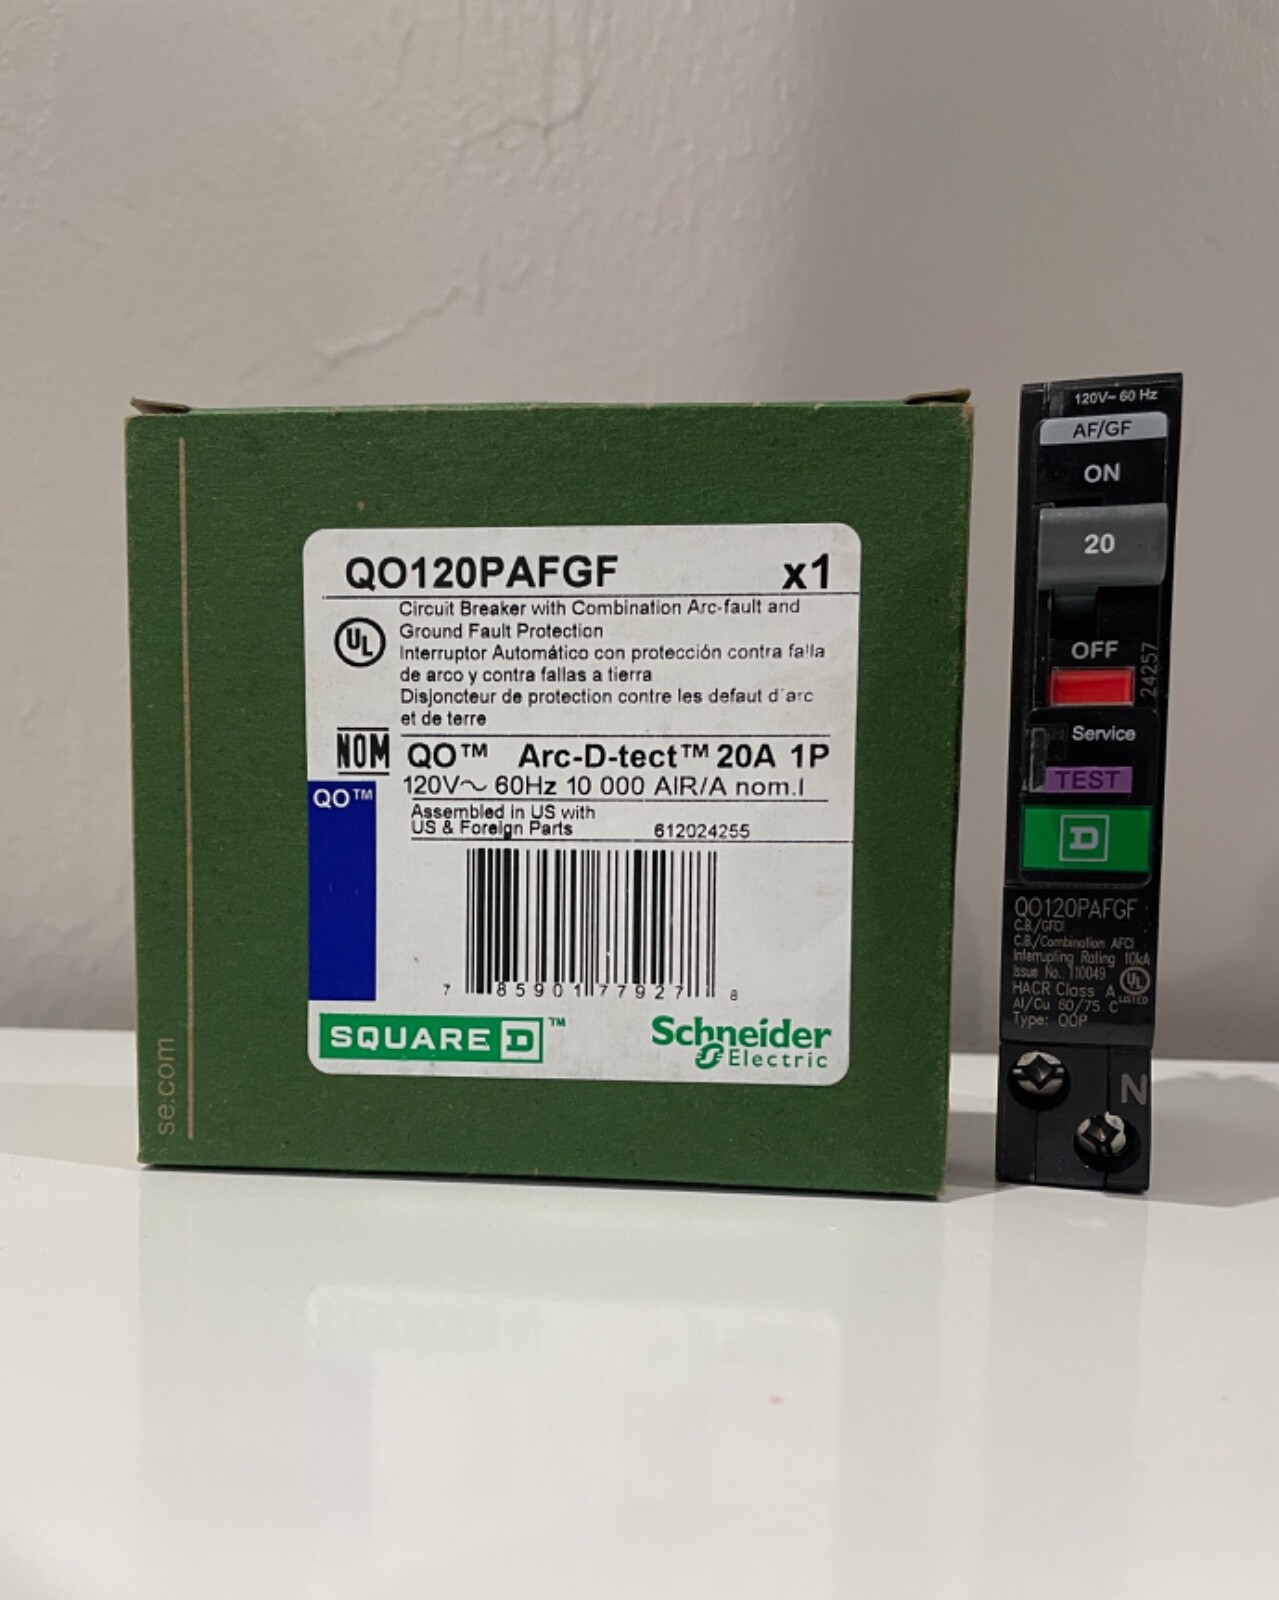 QO120PAFGF x1
Circuit Breaker with Combination Arc-fault and
Ground Fault Protection
Interruptor Automático con protección contra falla
de arco y contra fallas a tierra
Disjoncteur de protection contre les defaut d´arc
et de terre
UL
NOM
QO™ Arc-D-tect™ 20A 1P
120V~ 60Hz 10 000 AIR/A nom.I
QO™
Assembled in US with
US & Foreign Parts 612024255
7 85901 77927 8
SQUARE D™
Schneider
Electric
se.com
120V~ 60 Hz
AF/GF
ON
20
OFF
24257
Service
TEST
D
QO120PAFGF
C.B./GFCI
C.B./Combination AFCI
Interrupting Rating 10kA
Issue No. 110049
HACR Class A
UL
LISTED
Al/Cu 60/75 C
Type: QOP
N